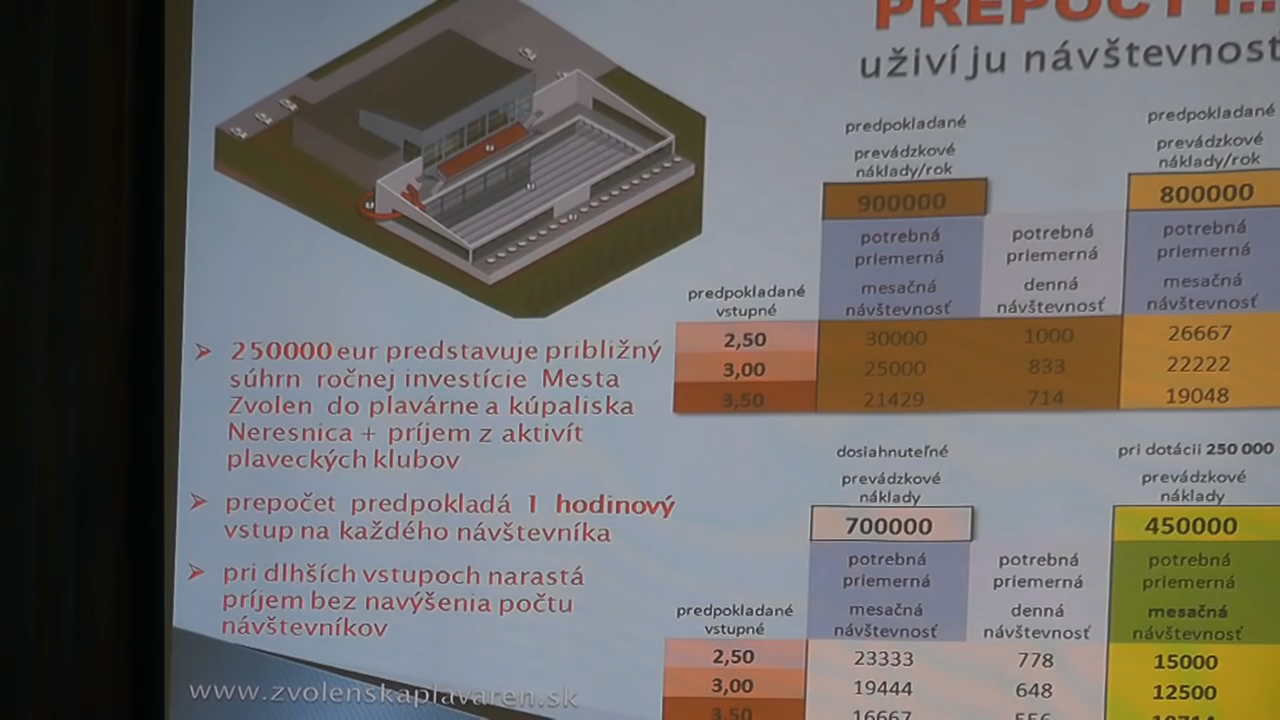 PREPOČT
uživí ju návštevnosť
predpokladané
prevádzkové
náklady/rok
900000
potrebná
priemerná
mesačná
návštevnosť
potrebná
priemerná
denná
návštevnosť
predpokladané
prevádzkové
náklady/rok
800000
potrebná
priemerná
mesačná
návštevnosť
predpokladané
vstupné
2,50 30000 1000 26667
3,00 25000 833 22222
3,50 21429 714 19048
250000 eur predstavuje približný
súhrn ročnej investície Mesta
Zvolen do plavárne a kúpaliska
Neresnica + príjem z aktivít
plaveckých klubov
prepočet predpokladá 1 hodinový
vstup na každého návštevníka
pri dlhších vstupoch narastá
príjem bez navýšenia počtu
návštevníkov
dosiahnuteľné
prevádzkové
náklady
700000
potrebná
priemerná
mesačná
návštevnosť
potrebná
priemerná
denná
návštevnosť
pri dotácii 250 000
prevádzkové
náklady
450000
potrebná
priemerná
mesačná
návštevnosť
predpokladané
vstupné
2,50 23333 778 15000
3,00 19444 648 12500
3,50 16667 556
www.zvolenskaplavaren.sk